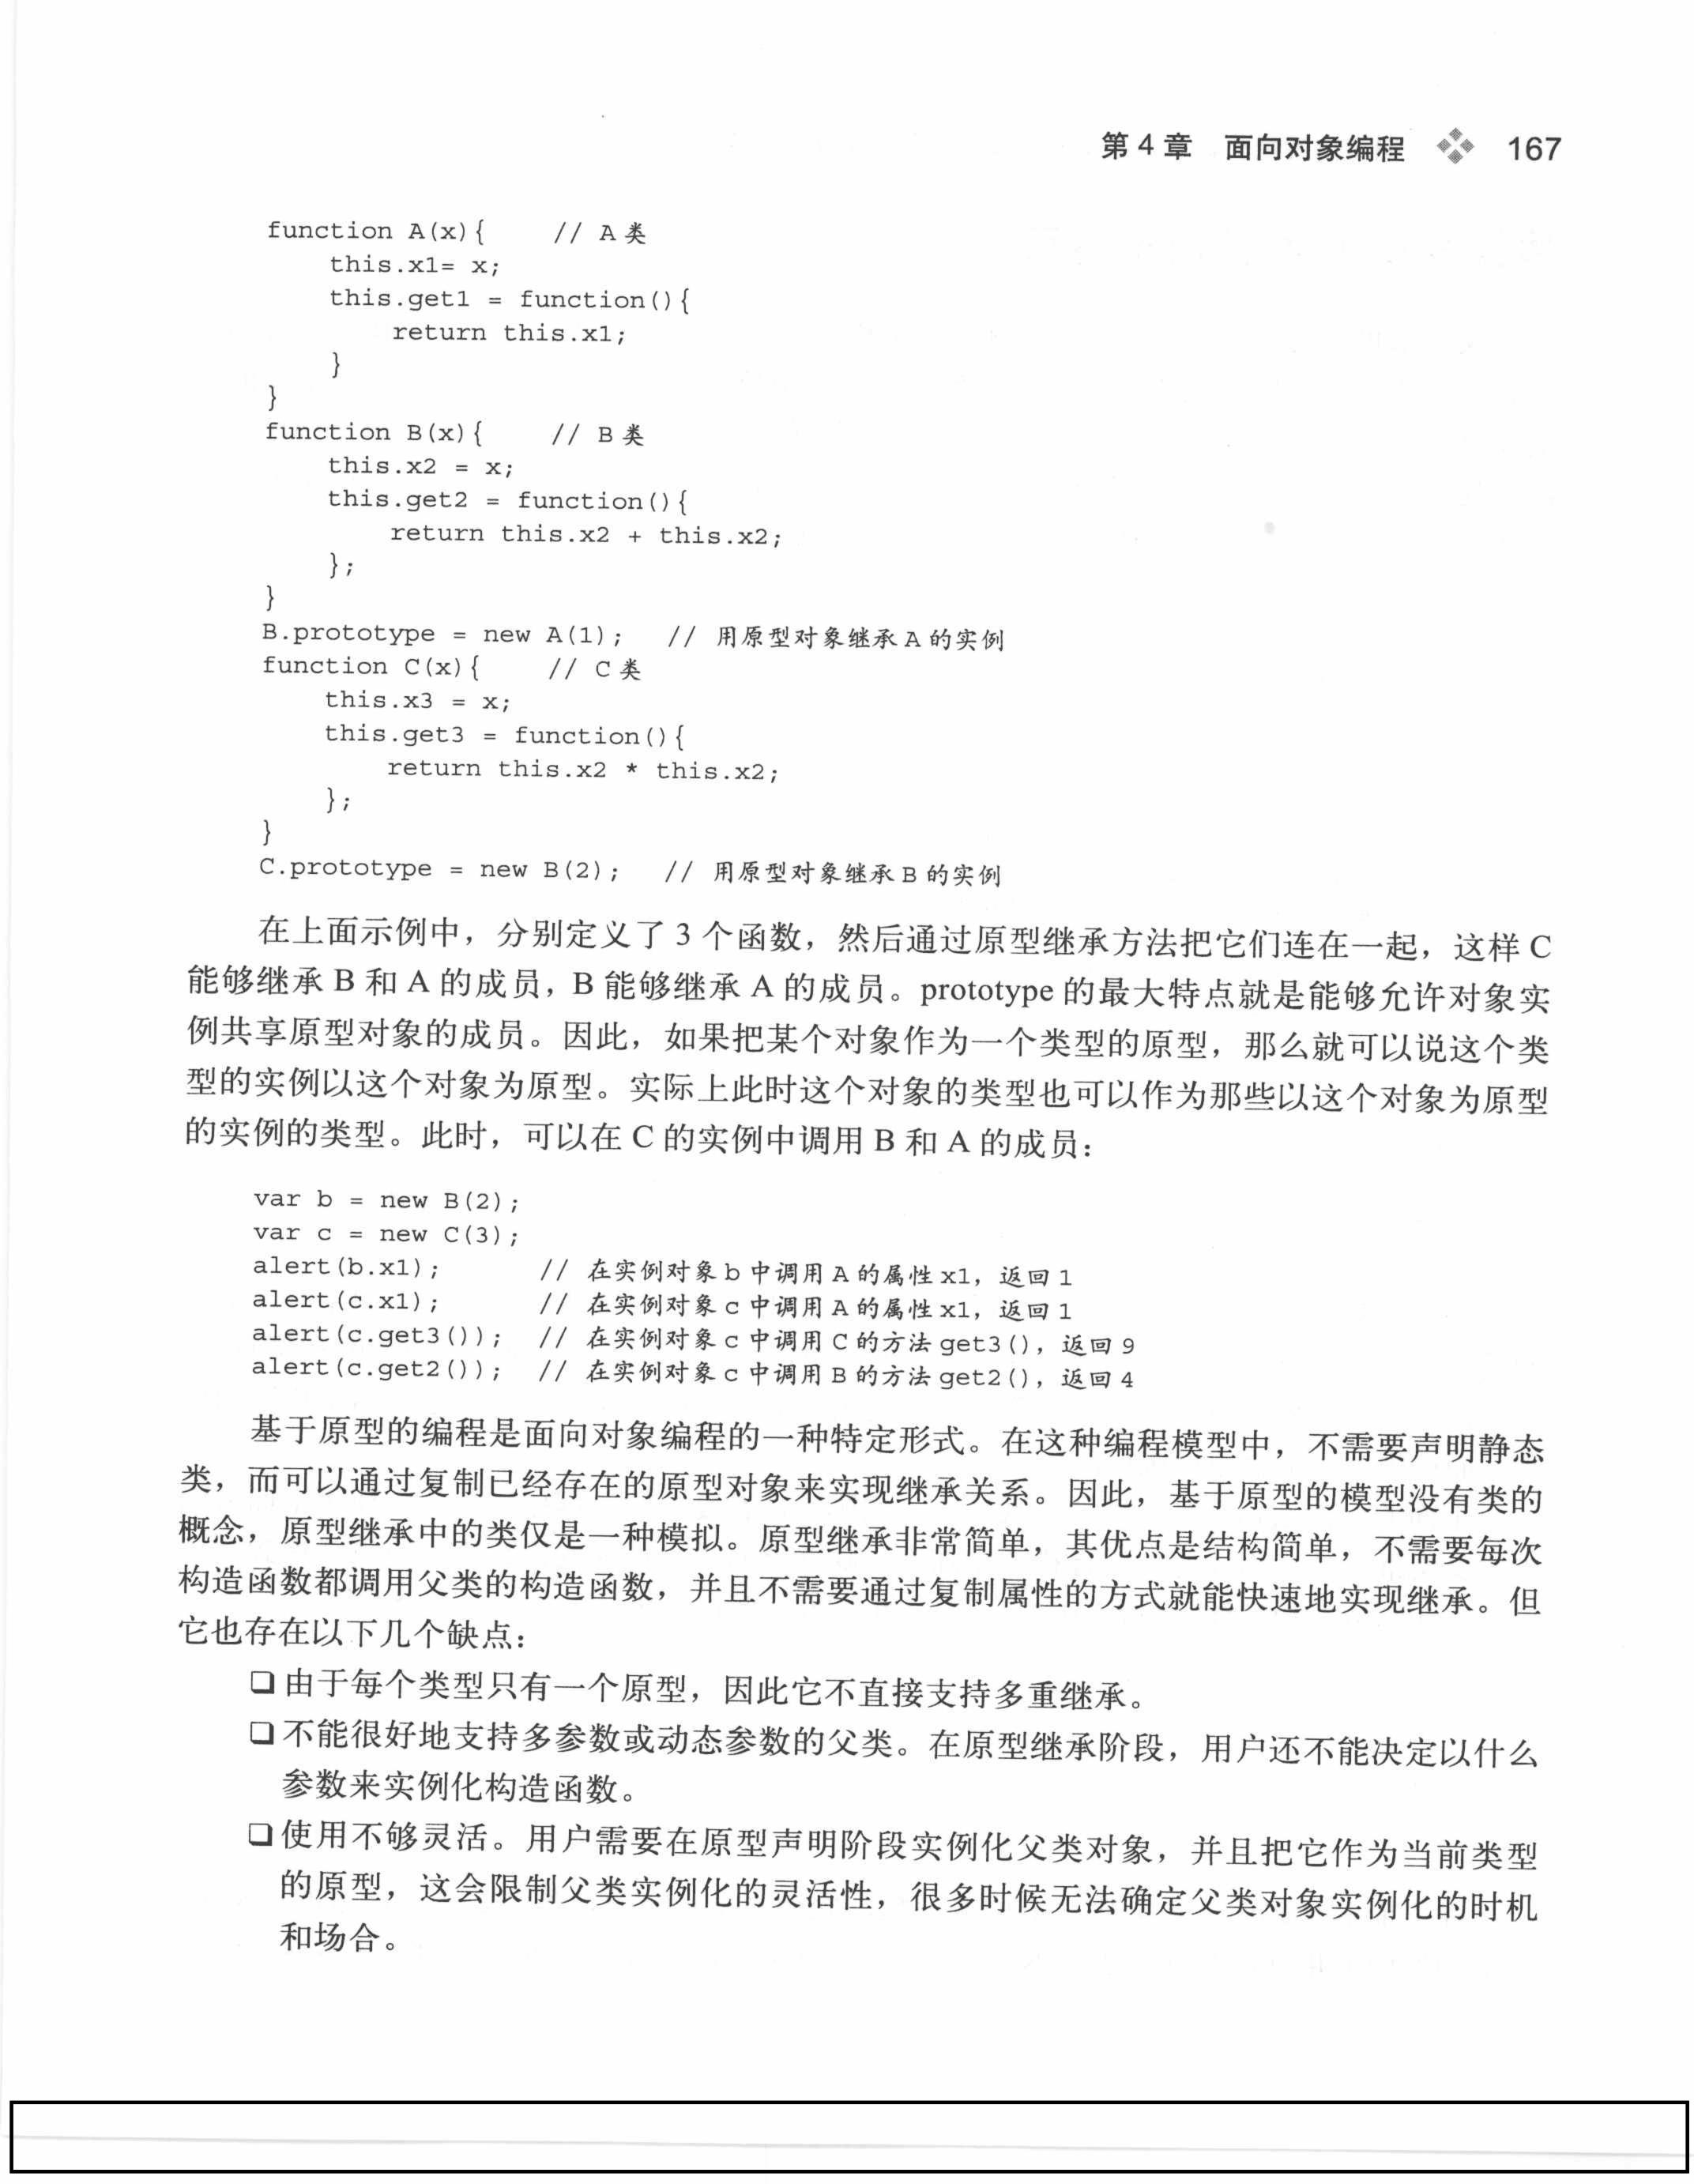 第 4 章 面向对象编程 167
function A(x){ // A 类
this.x1= x;
this.get1 = function(){
return this.x1;
}
}
function B(x){ // B 类
this.x2 = x;
this.get2 = function(){
return this.x2 + this.x2;
};
}
B.prototype = new A(1); // 用原型对象继承 A 的实例
function C(x){ // C 类
this.x3 = x;
this.get3 = function(){
return this.x2 * this.x2;
};
}
C.prototype = new B(2); // 用原型对象继承 B 的实例
在上面示例中，分别定义了 3 个函数，然后通过原型继承方法把它们连在一起，这样 C
能够继承 B 和 A 的成员，B 能够继承 A 的成员。prototype 的最大特点就是能够允许对象实
例共享原型对象的成员。因此，如果把某个对象作为一个类型的原型，那么就可以说这个类
型的实例以这个对象为原型。实际上此时这个对象的类型也可以作为那些以这个对象为原型
的实例的类型。此时，可以在 C 的实例中调用 B 和 A 的成员：
var b = new B(2);
var c = new C(3);
alert(b.x1); // 在实例对象 b 中调用 A 的属性 x1，返回 1
alert(c.x1); // 在实例对象 c 中调用 A 的属性 x1，返回 1
alert(c.get3()); // 在实例对象 c 中调用 C 的方法 get3()，返回 9
alert(c.get2()); // 在实例对象 c 中调用 B 的方法 get2()，返回 4
基于原型的编程是面向对象编程的一种特定形式。在这种编程模型中，不需要声明静态
类，而可以通过复制已经存在的原型对象来实现继承关系。因此，基于原型的模型没有类的
概念，原型继承中的类仅是一种模拟。原型继承非常简单，其优点是结构简单，不需要每次
构造函数都调用父类的构造函数，并且不需要通过复制属性的方式就能快速地实现继承。但
它也存在以下几个缺点：
❏ 由于每个类型只有一个原型，因此它不直接支持多重继承。
❏ 不能很好地支持多参数或动态参数的父类。在原型继承阶段，用户还不能决定以什么
参数来实例化构造函数。
❏ 使用不够灵活。用户需要在原型声明阶段实例化父类对象，并且把它作为当前类型
的原型，这会限制父类实例化的灵活性，很多时候无法确定父类对象实例化的时机
和场合。